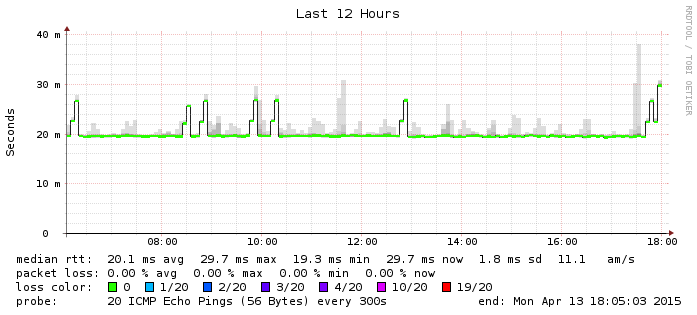 Last 12 Hours
RRDTOOL / TOBI OETIKER
Seconds
40 m
30 m
20 m
10 m
0
08:00 10:00 12:00 14:00 16:00 18:00
median rtt: 20.1 ms avg 29.7 ms max 19.3 ms min 29.7 ms now 1.8 ms sd 11.1 am/s
packet loss: 0.00 % avg 0.00 % max 0.00 % min 0.00 % now
loss color: 0 1/20 2/20 3/20 4/20 10/20 19/20
probe: 20 ICMP Echo Pings (56 Bytes) every 300s end: Mon Apr 13 18:05:03 2015